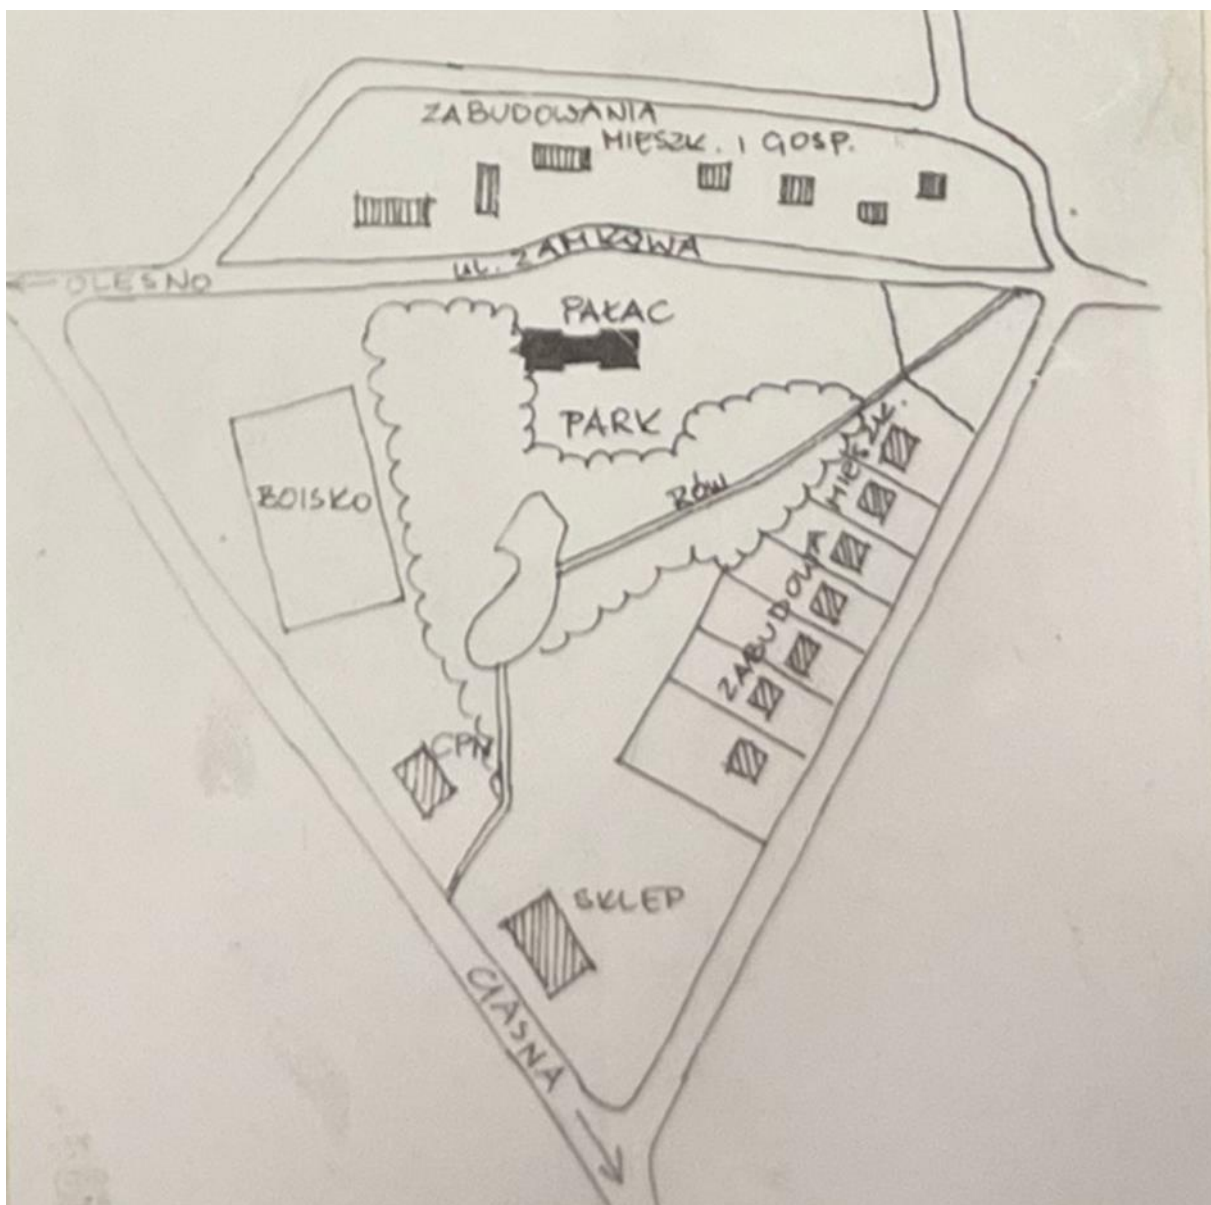 ZABUDOWANIA
MIESZK. I GOSP.
ul. ZAMKOWA
← OLESNO
PAŁAC
PARK
BOISKO
RÓW
ZABUDOWA MIESZK.
CPN
SKLEP
CIASNA →